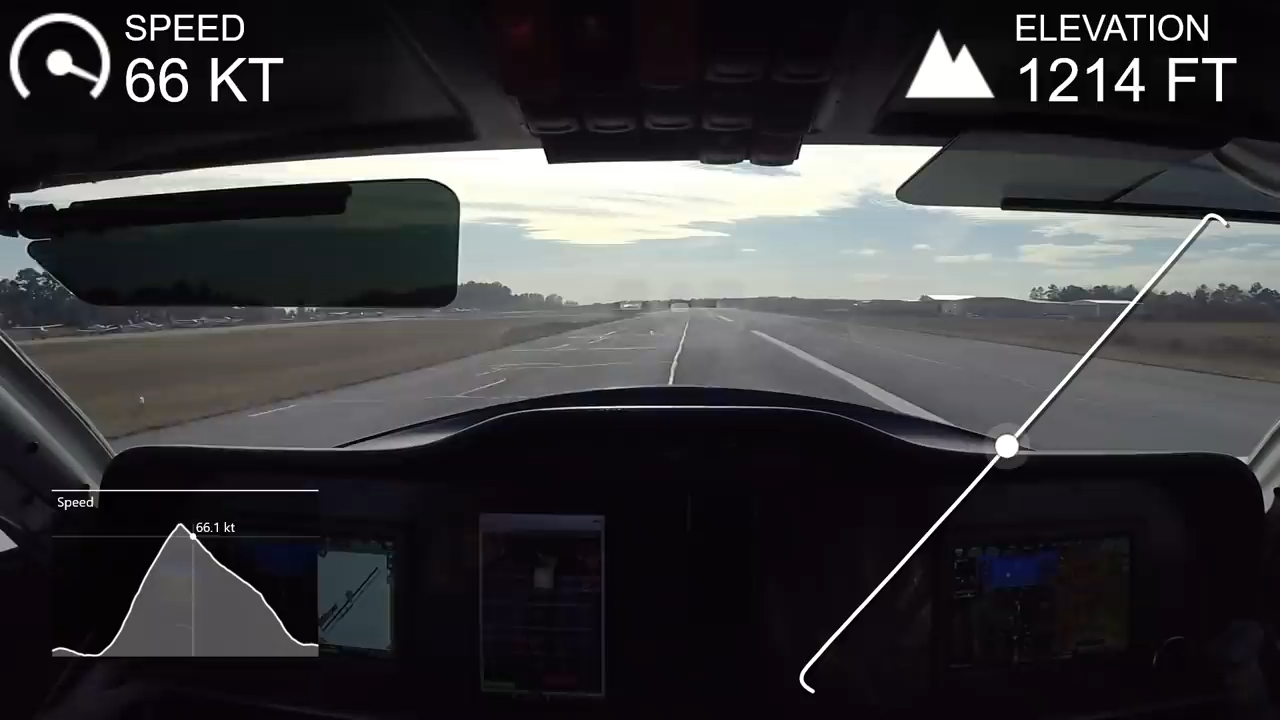 SPEED
66 KT
ELEVATION
1214 FT
Speed
66.1 kt